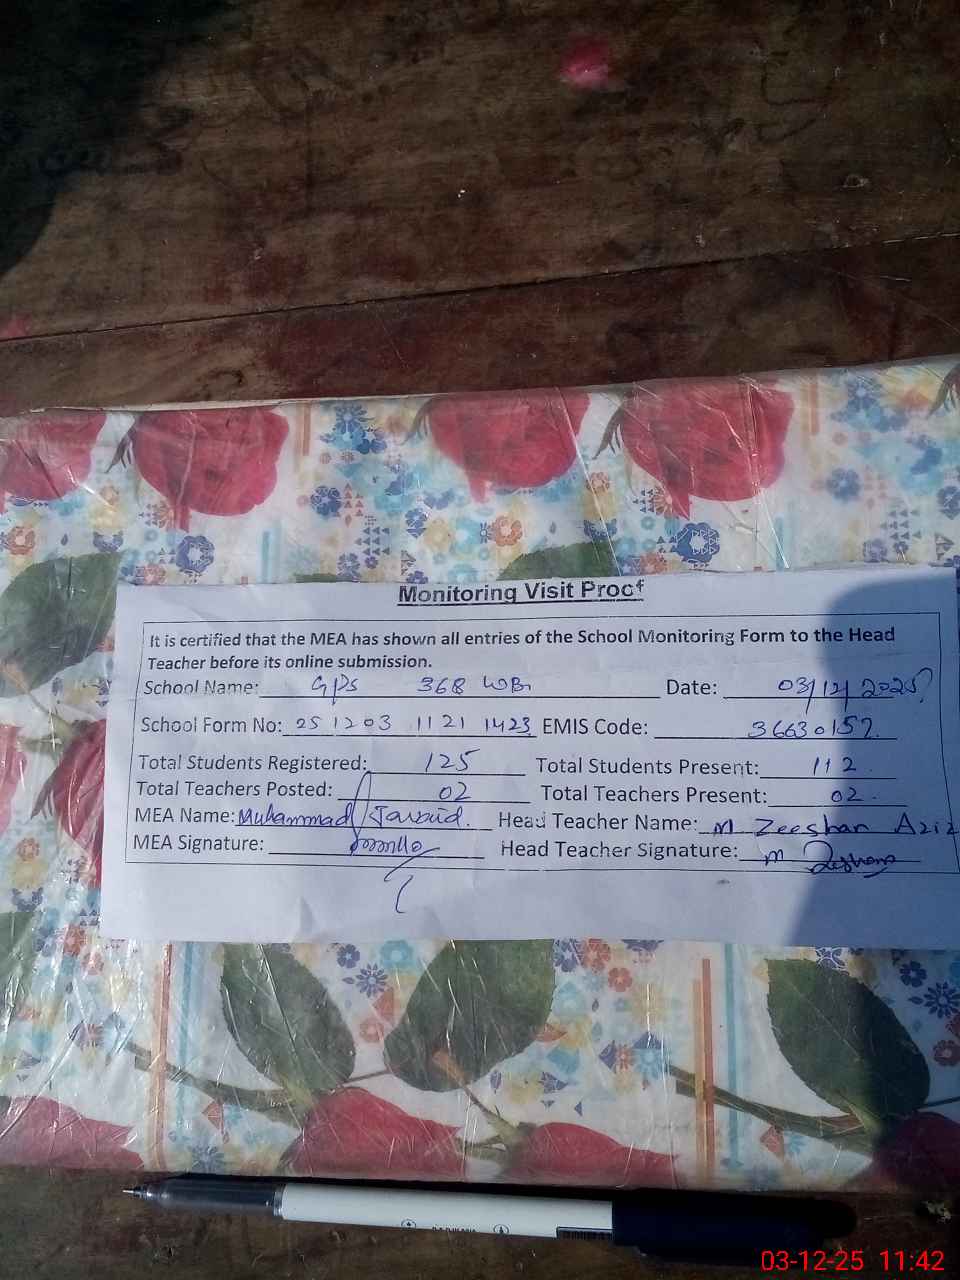 Monitoring Visit Proof
It is certified that the MEA has shown all entries of the School Monitoring Form to the Head
Teacher before its online submission.
School Name: GPS 368 WB Date: 03/12/2025
School Form No: 25 1203 1121 1423 EMIS Code: 36630157
Total Students Registered: 125 Total Students Present: 112
Total Teachers Posted: 02 Total Teachers Present: 02
MEA Name: Muhammad Head Teacher Name: M Zeeshan Aziz
MEA Signature: Head Teacher Signature: M Zeeshan
03-12-25 11:42